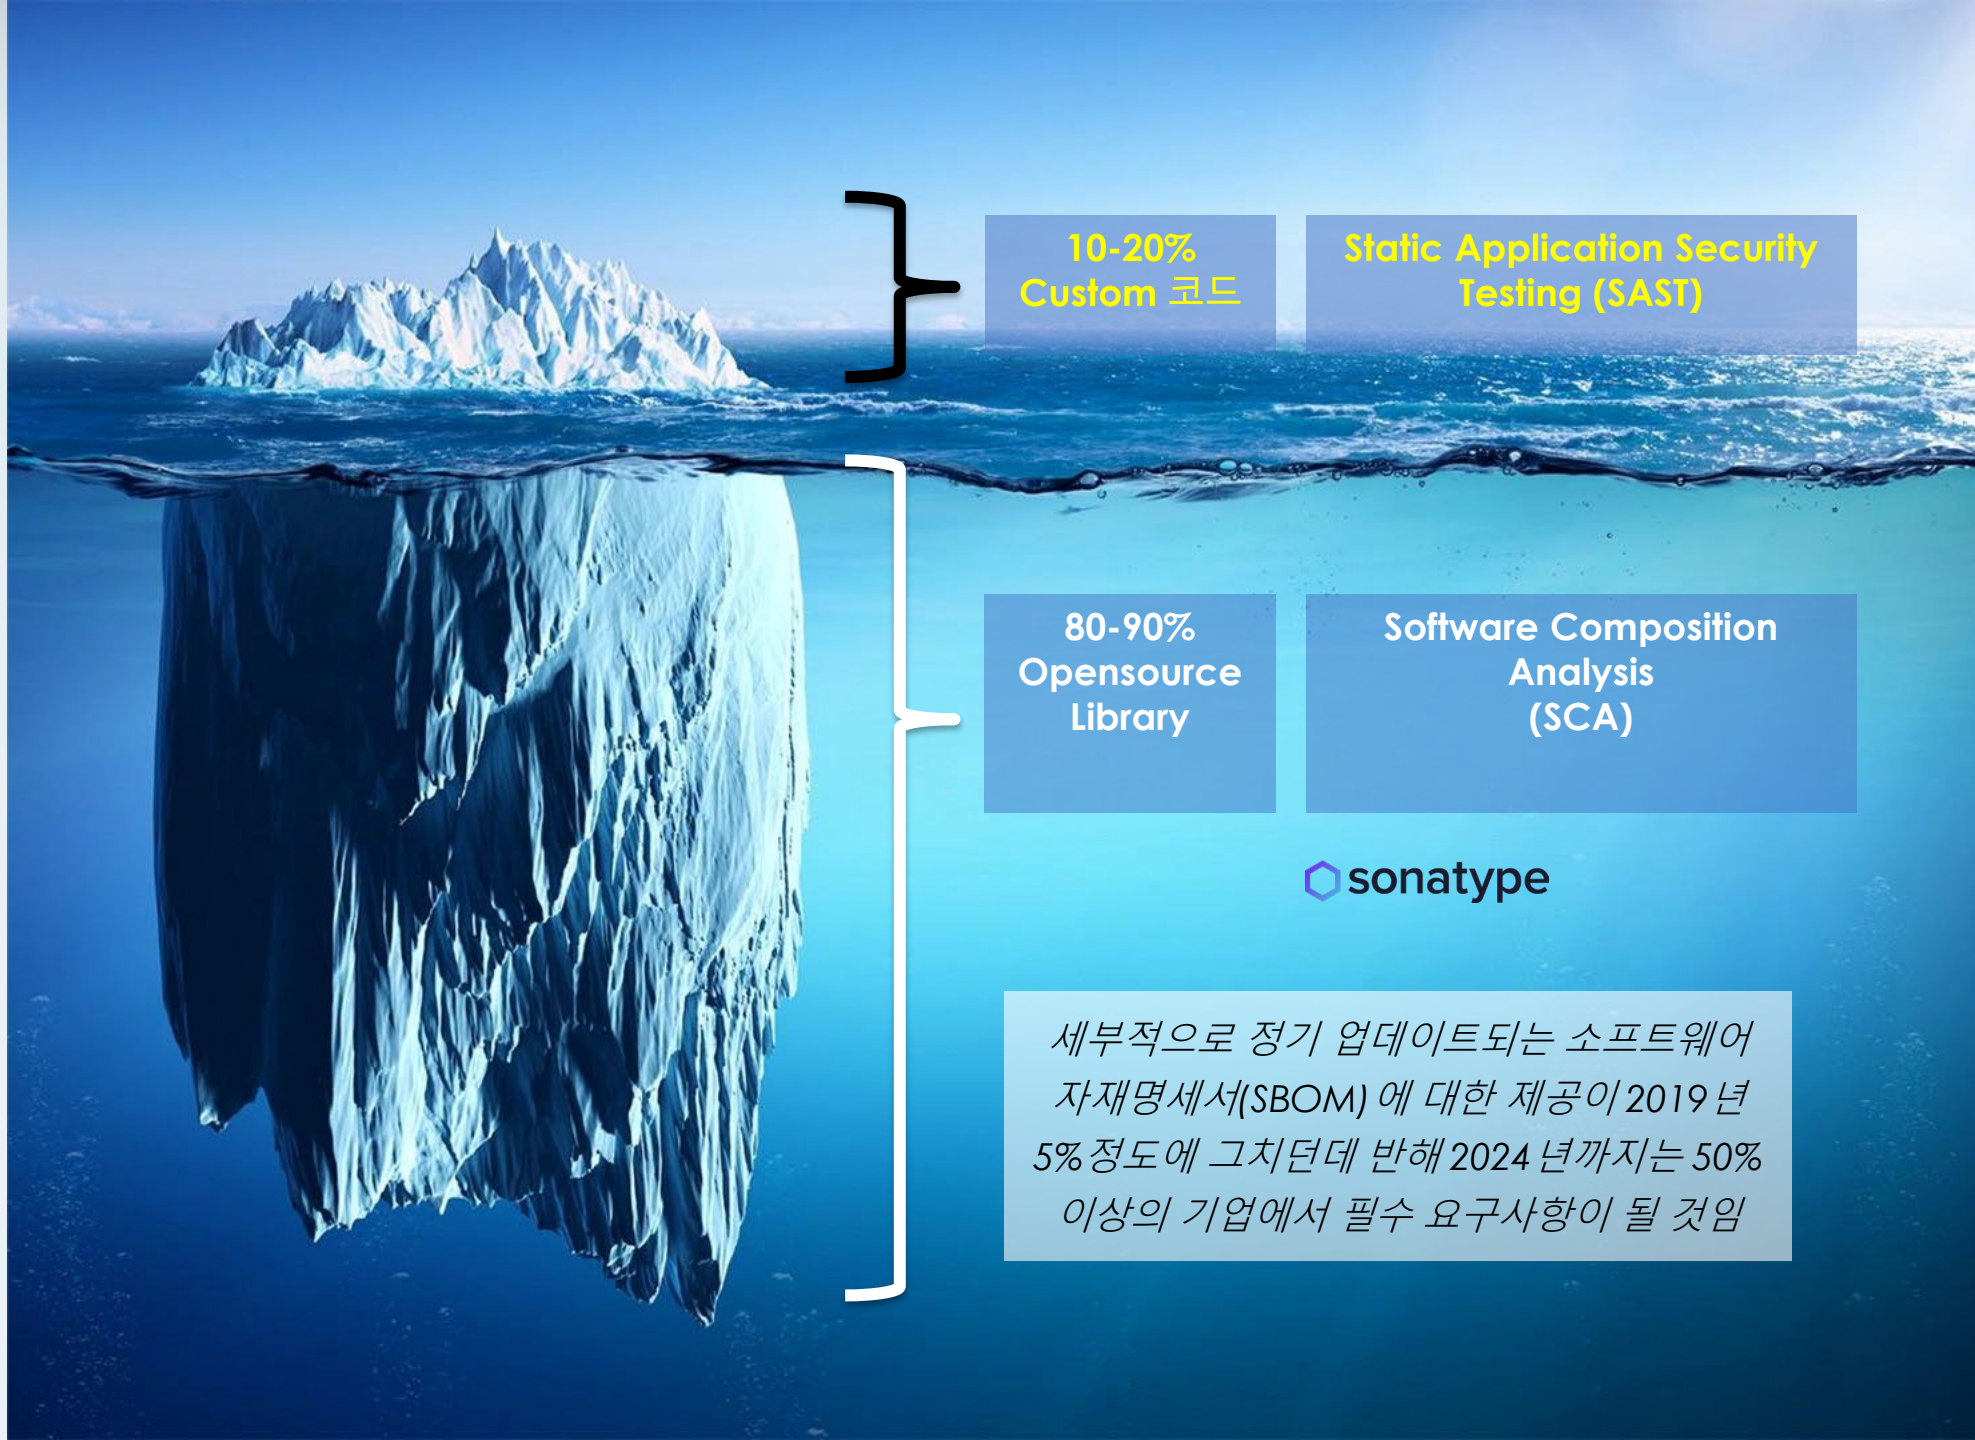 10-20%
Custom 코드
Static Application Security
Testing (SAST)
80-90%
Opensource
Library
Software Composition
Analysis
(SCA)
sonatype
세부적으로 정기 업데이트되는 소프트웨어
자재명세서(SBOM) 에 대한 제공이 2019 년
5% 정도에 그치던데 반해 2024 년까지는 50%
이상의 기업에서 필수 요구사항이 될 것임